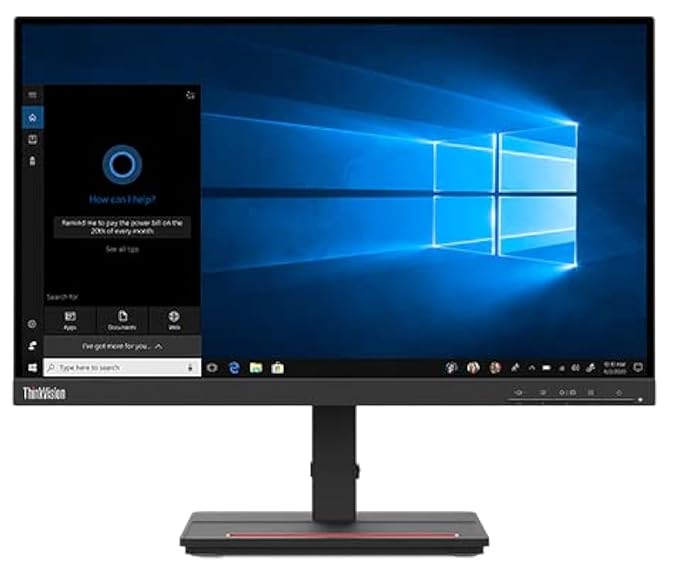 How can I help?
Remind me to pay the power bill on the
20th of every month
See all tips
Search for
Apps
Documents
Web
I've got more for you...
Type here to search
ThinkVision